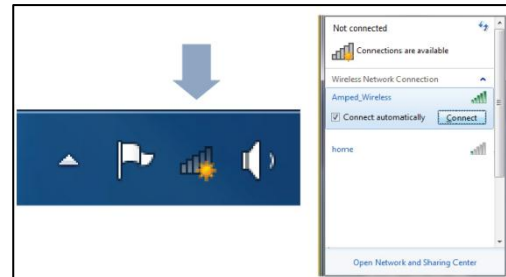 Not connected
Connections are available
Wireless Network Connection
Amped_Wireless
Connect automatically
Connect
home
Open Network and Sharing Center